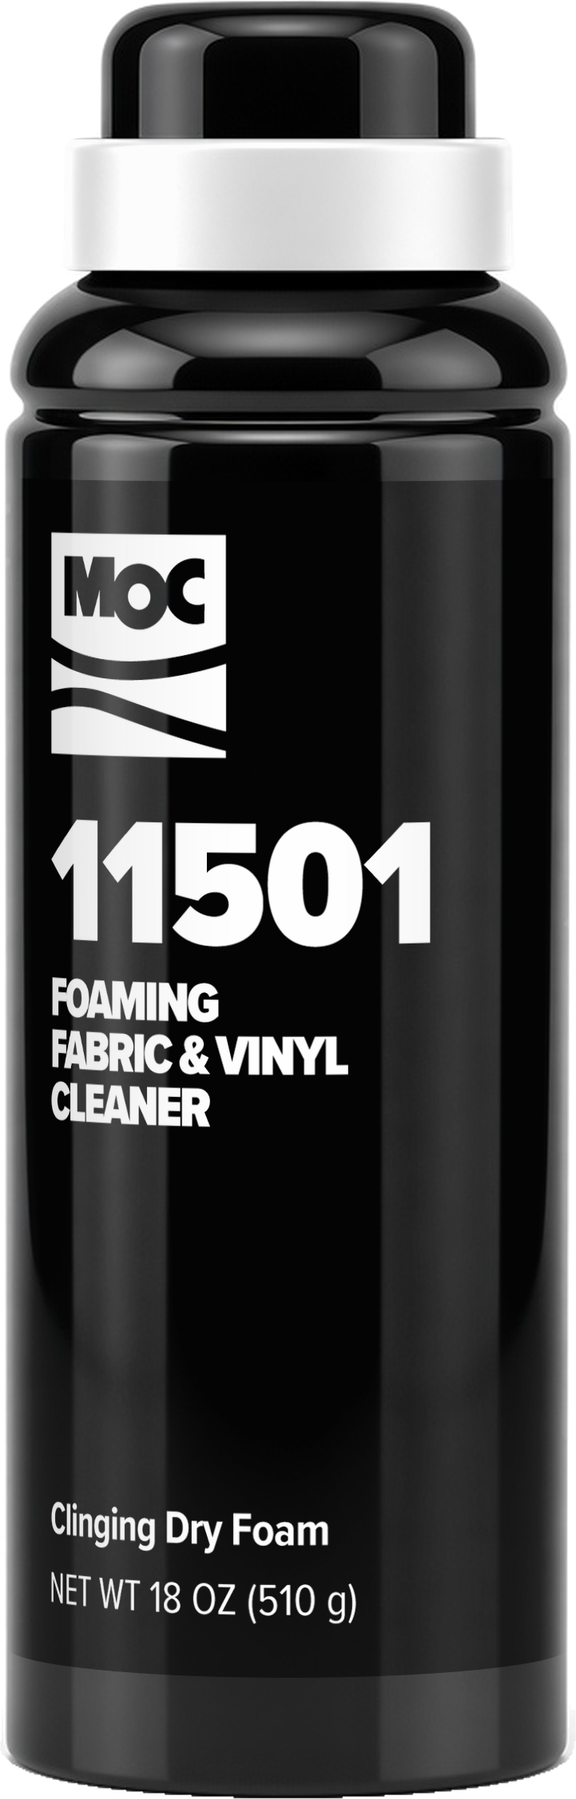 MOC
11501
FOAMING
FABRIC & VINYL
CLEANER
Clinging Dry Foam
NET WT 18 OZ (510 g)